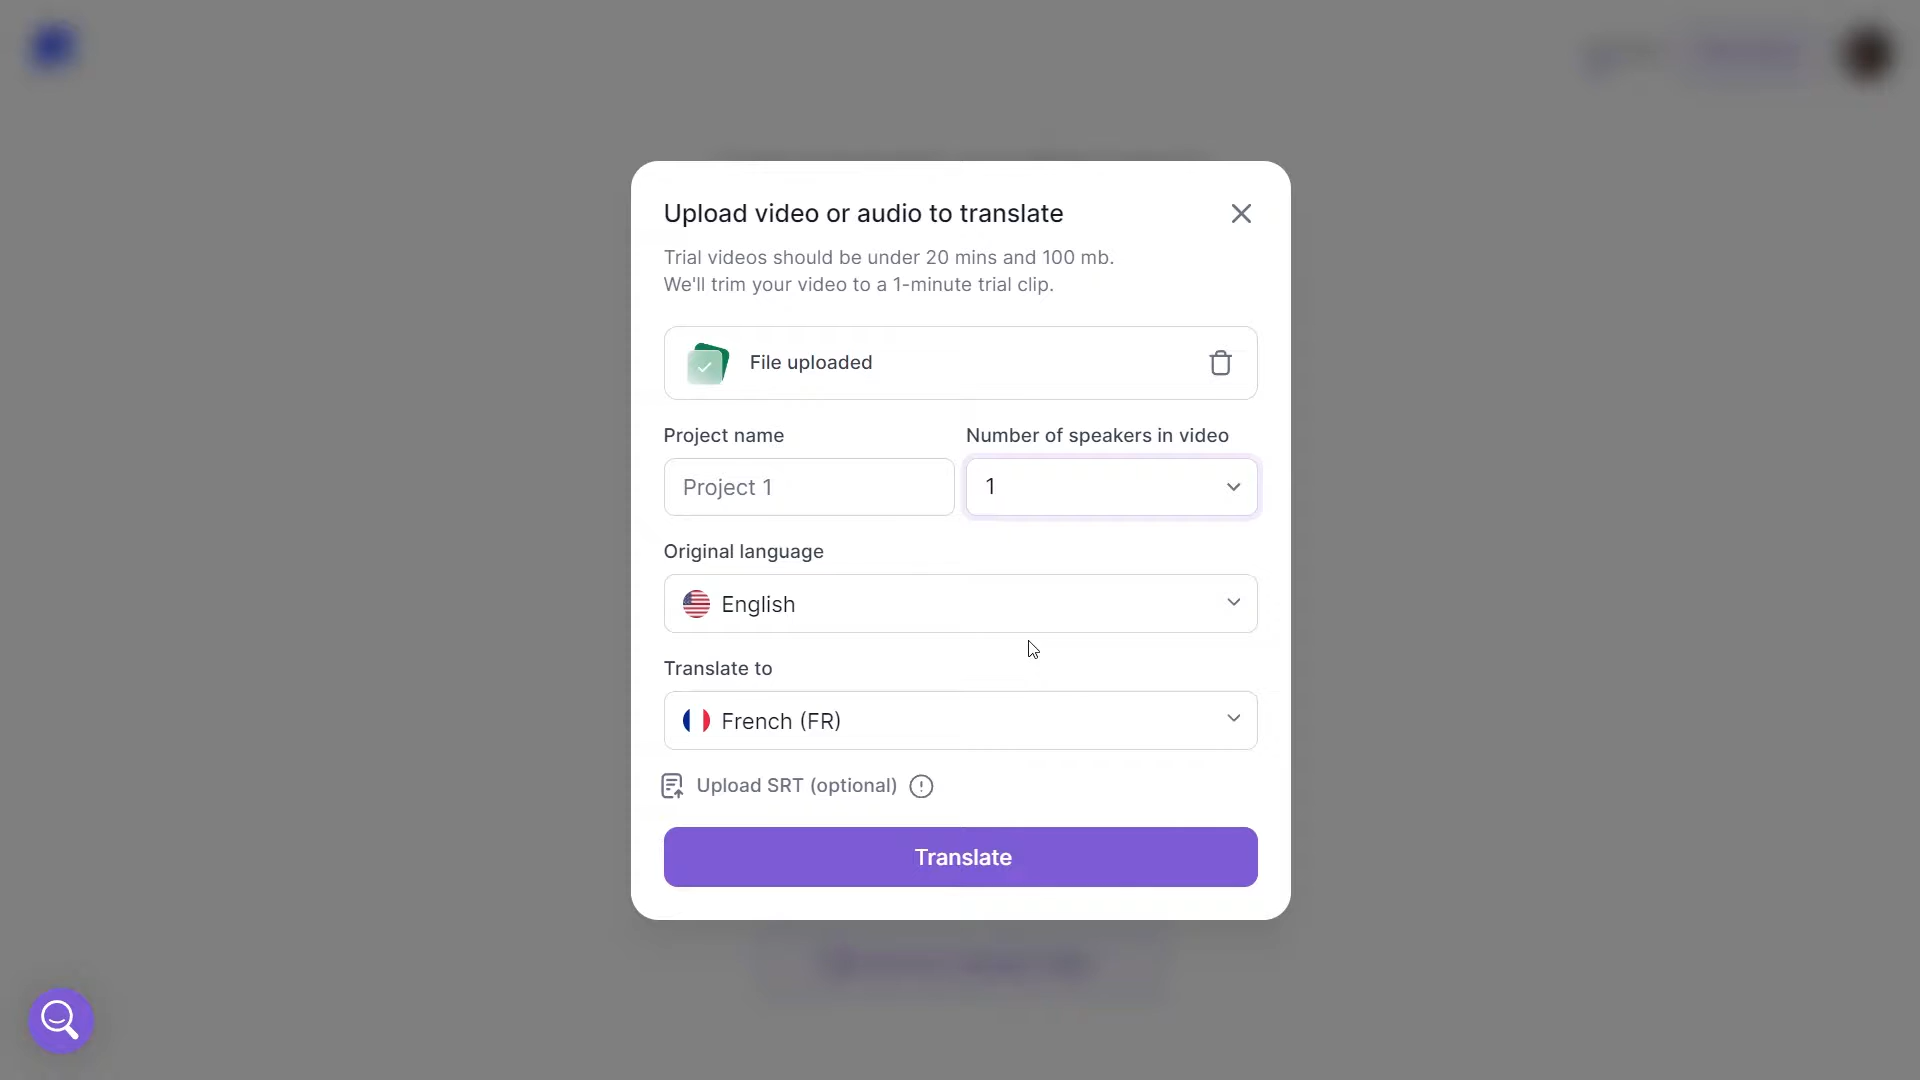 Upload video or audio to translate
Trial videos should be under 20 mins and 100 mb.
We'll trim your video to a 1-minute trial clip.
File uploaded
Project name
Number of speakers in video
Project 1
1
Original language
English
Translate to
French (FR)
Upload SRT (optional)
Translate